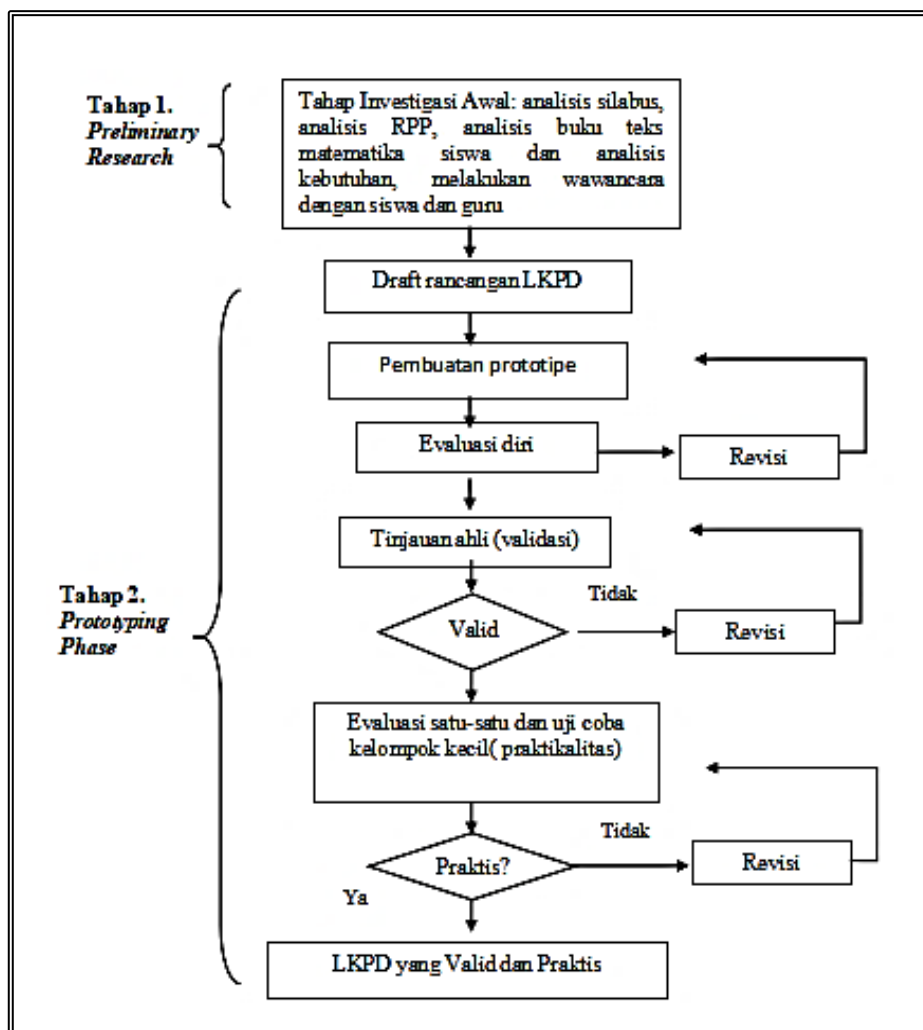 Tahap 1.
Preliminary
Research
Tahap Investigasi Awal: analisis silabus,
analisis RPP, analisis buku teks
matematika siswa dan analisis
kebutuhan, melakukan wawancara
dengan siswa dan guru
Draft rancangan LKPD
Pembuatan prototipe
Evaluasi diri
Revisi
Tinjauan ahli (validasi)
Tahap 2.
Prototyping
Phase
Valid
Tidak
Revisi
Evaluasi satu-satu dan uji coba
kelompok kecil( praktikalitas)
Praktis?
Tidak
Revisi
Ya
LKPD yang Valid dan Praktis